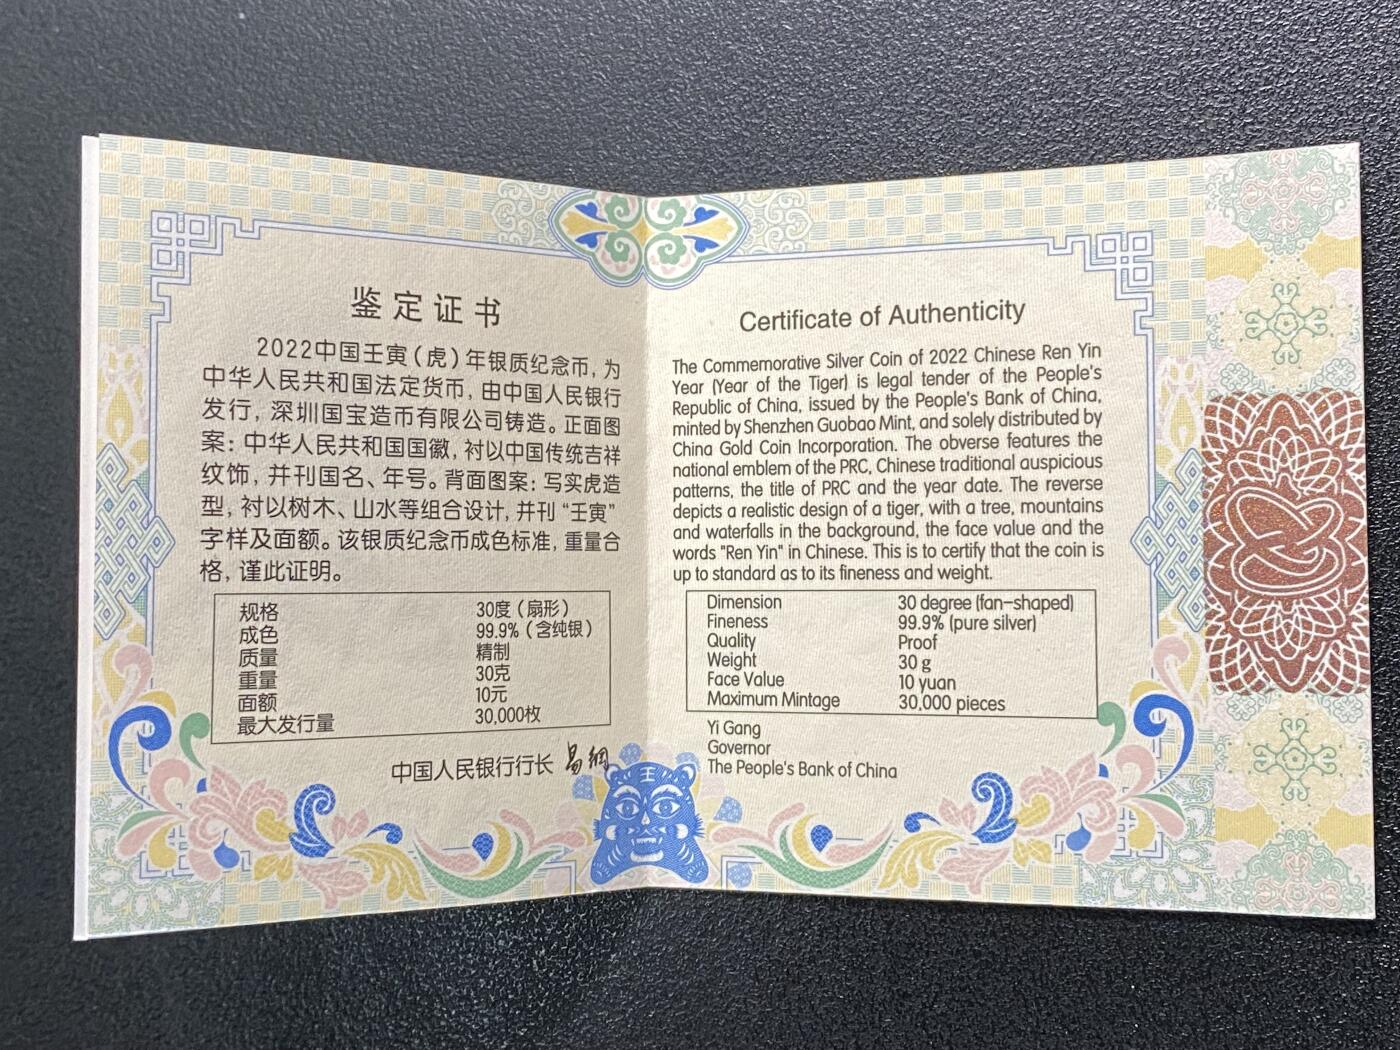 鉴定证书
2022中国壬寅（虎）年银质纪念币，为
中华人民共和国法定货币，由中国人民银行
发行，深圳国宝造币有限公司铸造。正面图
案：中华人民共和国国徽，衬以中国传统吉祥
纹饰，并刊国名、年号。背面图案：写实虎造
型，衬以树木、山水等组合设计，并刊“壬寅”
字样及面额。该银质纪念币成色标准，重量合
格，谨此证明。
规格 30度（扇形）
成色 99.9%（含纯银）
质量 精制
重量 30克
面额 10元
最大发行量 30,000枚
中国人民银行行长 易纲
王
Certificate of Authenticity
The Commemorative Silver Coin of 2022 Chinese Ren Yin
Year (Year of the Tiger) is legal tender of the People's
Republic of China, issued by the People's Bank of China,
minted by Shenzhen Guobao Mint, and solely distributed by
China Gold Coin Incorporation. The obverse features the
national emblem of the PRC, Chinese traditional auspicious
patterns, the title of PRC and the year date. The reverse
depicts a realistic design of a tiger, with a tree, mountains
and waterfalls in the background, the face value and the
words "Ren Yin" in Chinese. This is to certify that the coin is
up to standard as to its fineness and weight.
Dimension 30 degree (fan-shaped)
Fineness 99.9% (pure silver)
Quality Proof
Weight 30 g
Face Value 10 yuan
Maximum Mintage 30,000 pieces
Yi Gang
Governor
The People's Bank of China